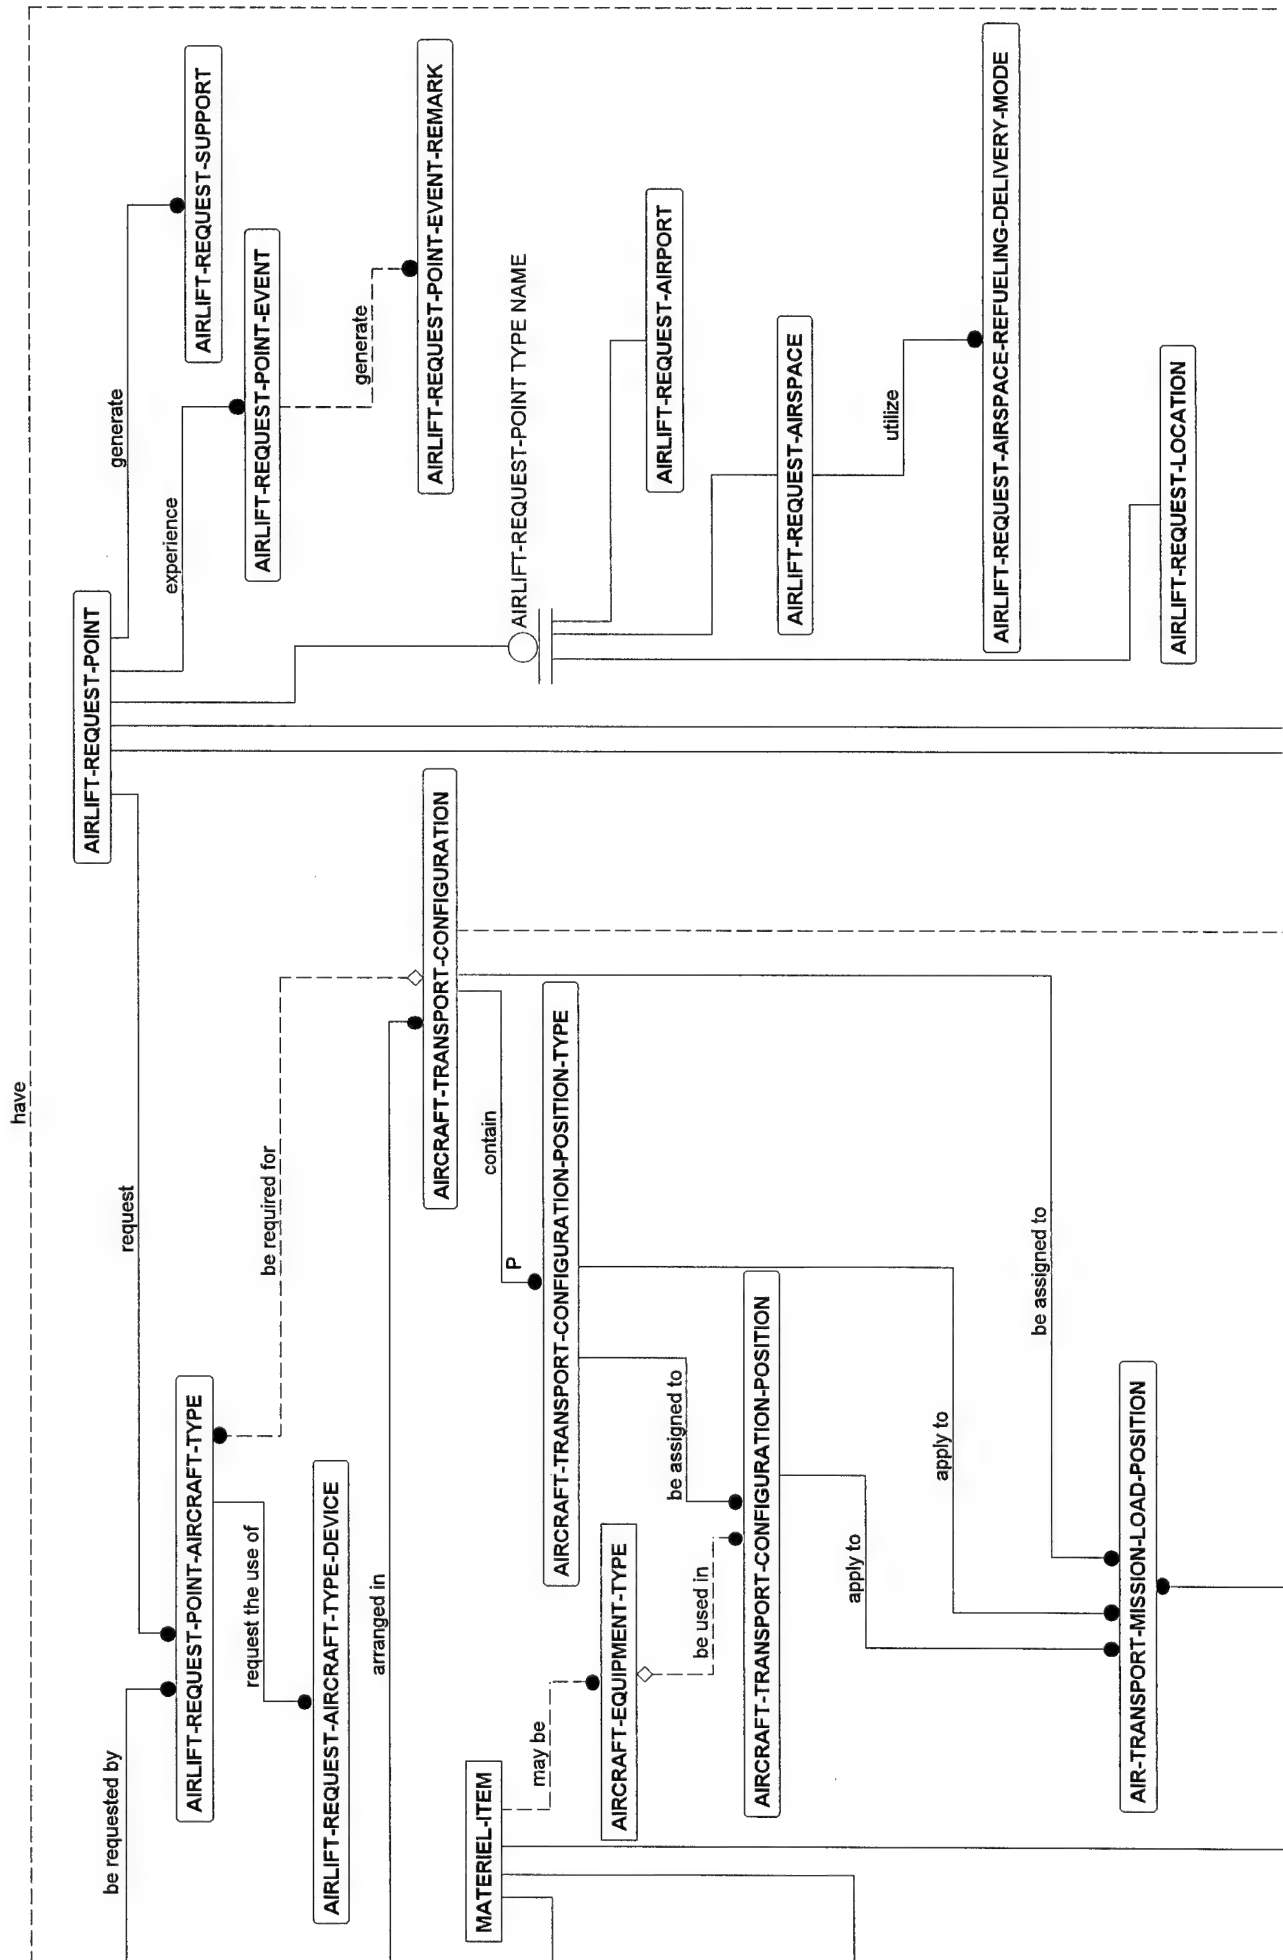 have
be requested by
request
AIRLIFT-REQUEST-POINT
generate
AIRLIFT-REQUEST-SUPPORT
experience
AIRLIFT-REQUEST-POINT-EVENT
generate
AIRLIFT-REQUEST-POINT-EVENT-REMARK
AIRLIFT-REQUEST-POINT-AIRCRAFT-TYPE
be required for
request the use of
AIRLIFT-REQUEST-AIRCRAFT-TYPE-DEVICE
arranged in
AIRCRAFT-TRANSPORT-CONFIGURATION
AIRLIFT-REQUEST-POINT TYPE NAME
MATERIEL-ITEM
may be
contain
P
AIRCRAFT-TRANSPORT-CONFIGURATION-POSITION-TYPE
AIRLIFT-REQUEST-AIRPORT
AIRCRAFT-EQUIPMENT-TYPE
be used in
be assigned to
AIRCRAFT-TRANSPORT-CONFIGURATION-POSITION
AIRLIFT-REQUEST-AIRSPACE
apply to
utilize
apply to
AIRLIFT-REQUEST-AIRSPACE-REFUELING-DELIVERY-MODE
be assigned to
AIR-TRANSPORT-MISSION-LOAD-POSITION
AIRLIFT-REQUEST-LOCATION